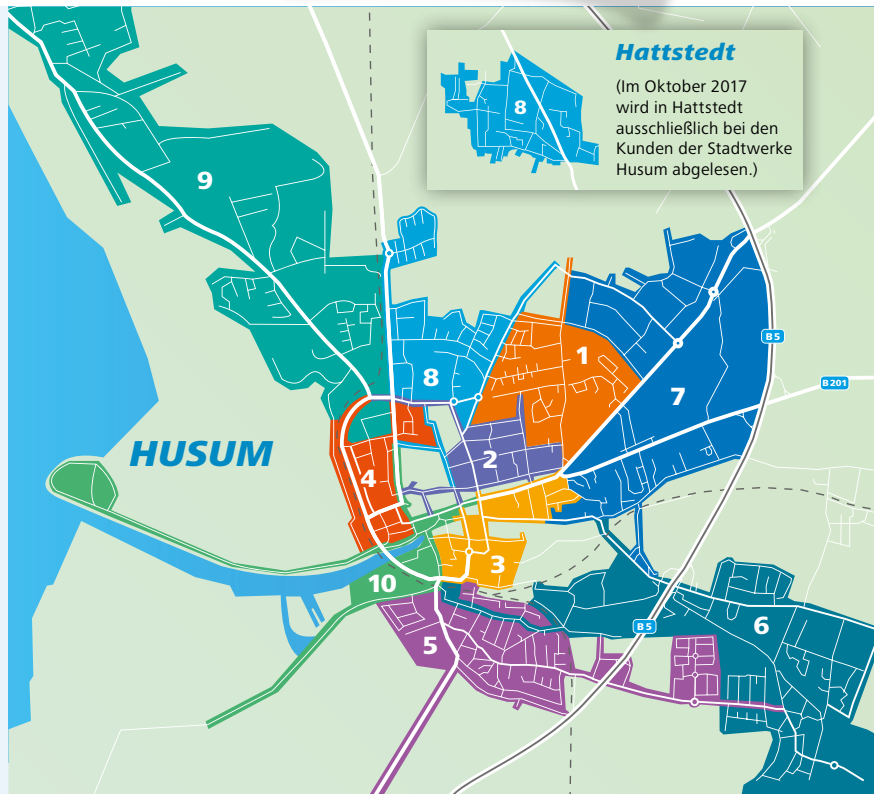 Hattstedt
(Im Oktober 2017
wird in Hattstedt
ausschließlich bei den
Kunden der Stadtwerke
Husum abgelesen.)
8
9
1
B5
8
7
B201
HUSUM
2
4
3
10
B5
6
5